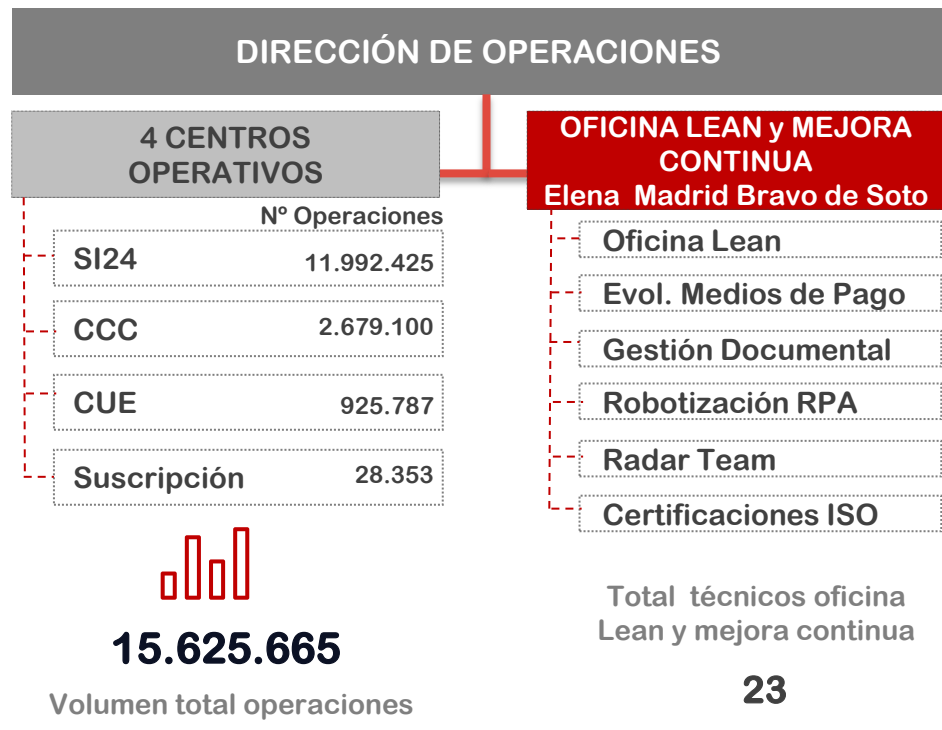 DIRECCIÓN DE OPERACIONES
4 CENTROS
OPERATIVOS
Nº Operaciones
SI24 11.992.425
CCC 2.679.100
CUE 925.787
Suscripción 28.353
15.625.665
Volumen total operaciones
OFICINA LEAN y MEJORA
CONTINUA
Elena Madrid Bravo de Soto
Oficina Lean
Evol. Medios de Pago
Gestión Documental
Robotización RPA
Radar Team
Certificaciones ISO
Total técnicos oficina
Lean y mejora continua
23